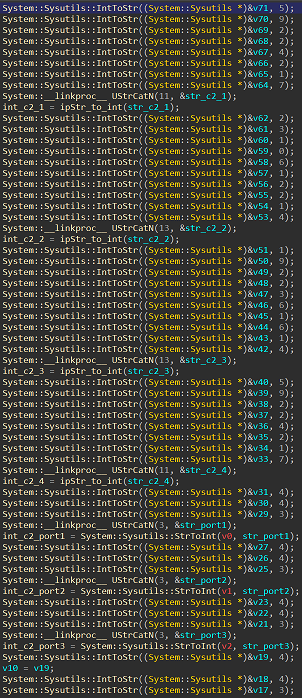 System::Sysutils::IntToStr((System::Sysutils *)&v71, 5);
System::Sysutils::IntToStr((System::Sysutils *)&v70, 9);
System::Sysutils::IntToStr((System::Sysutils *)&v69, 2);
System::Sysutils::IntToStr((System::Sysutils *)&v68, 2);
System::Sysutils::IntToStr((System::Sysutils *)&v67, 4);
System::Sysutils::IntToStr((System::Sysutils *)&v66, 2);
System::Sysutils::IntToStr((System::Sysutils *)&v65, 1);
System::Sysutils::IntToStr((System::Sysutils *)&v64, 7);
System::__linkproc__ UStrCatN(11, &str_c2_1);
int_c2_1 = ipStr_to_int(str_c2_1);
System::Sysutils::IntToStr((System::Sysutils *)&v62, 2);
System::Sysutils::IntToStr((System::Sysutils *)&v61, 3);
System::Sysutils::IntToStr((System::Sysutils *)&v60, 1);
System::Sysutils::IntToStr((System::Sysutils *)&v59, 0);
System::Sysutils::IntToStr((System::Sysutils *)&v58, 6);
System::Sysutils::IntToStr((System::Sysutils *)&v57, 1);
System::Sysutils::IntToStr((System::Sysutils *)&v56, 2);
System::Sysutils::IntToStr((System::Sysutils *)&v55, 2);
System::Sysutils::IntToStr((System::Sysutils *)&v54, 1);
System::Sysutils::IntToStr((System::Sysutils *)&v53, 4);
System::__linkproc__ UStrCatN(13, &str_c2_2);
int_c2_2 = ipStr_to_int(str_c2_2);
System::Sysutils::IntToStr((System::Sysutils *)&v51, 1);
System::Sysutils::IntToStr((System::Sysutils *)&v50, 9);
System::Sysutils::IntToStr((System::Sysutils *)&v49, 2);
System::Sysutils::IntToStr((System::Sysutils *)&v48, 2);
System::Sysutils::IntToStr((System::Sysutils *)&v47, 3);
System::Sysutils::IntToStr((System::Sysutils *)&v46, 6);
System::Sysutils::IntToStr((System::Sysutils *)&v45, 1);
System::Sysutils::IntToStr((System::Sysutils *)&v44, 6);
System::Sysutils::IntToStr((System::Sysutils *)&v43, 1);
System::Sysutils::IntToStr((System::Sysutils *)&v42, 4);
System::__linkproc__ UStrCatN(13, &str_c2_3);
int_c2_3 = ipStr_to_int(str_c2_3);
System::Sysutils::IntToStr((System::Sysutils *)&v40, 5);
System::Sysutils::IntToStr((System::Sysutils *)&v39, 9);
System::Sysutils::IntToStr((System::Sysutils *)&v38, 2);
System::Sysutils::IntToStr((System::Sysutils *)&v37, 2);
System::Sysutils::IntToStr((System::Sysutils *)&v36, 4);
System::Sysutils::IntToStr((System::Sysutils *)&v35, 2);
System::Sysutils::IntToStr((System::Sysutils *)&v34, 1);
System::Sysutils::IntToStr((System::Sysutils *)&v33, 7);
System::__linkproc__ UStrCatN(11, &str_c2_4);
int_c2_4 = ipStr_to_int(str_c2_4);
System::Sysutils::IntToStr((System::Sysutils *)&v31, 4);
System::Sysutils::IntToStr((System::Sysutils *)&v30, 4);
System::Sysutils::IntToStr((System::Sysutils *)&v29, 3);
System::__linkproc__ UStrCatN(3, &str_port1);
int_c2_port1 = System::Sysutils::StrToInt(v0, str_port1);
System::Sysutils::IntToStr((System::Sysutils *)&v27, 4);
System::Sysutils::IntToStr((System::Sysutils *)&v26, 4);
System::Sysutils::IntToStr((System::Sysutils *)&v25, 3);
System::__linkproc__ UStrCatN(3, &str_port2);
int_c2_port2 = System::Sysutils::StrToInt(v1, str_port2);
System::Sysutils::IntToStr((System::Sysutils *)&v23, 4);
System::Sysutils::IntToStr((System::Sysutils *)&v22, 4);
System::Sysutils::IntToStr((System::Sysutils *)&v21, 3);
System::__linkproc__ UStrCatN(3, &str_port3);
int_c2_port3 = System::Sysutils::StrToInt(v2, str_port3);
System::Sysutils::IntToStr((System::Sysutils *)&v19, 4);
v10 = v19;
System::Sysutils::IntToStr((System::Sysutils *)&v18, 4);
System::Sysutils::IntToStr((System::Sysutils *)&v17, 3);